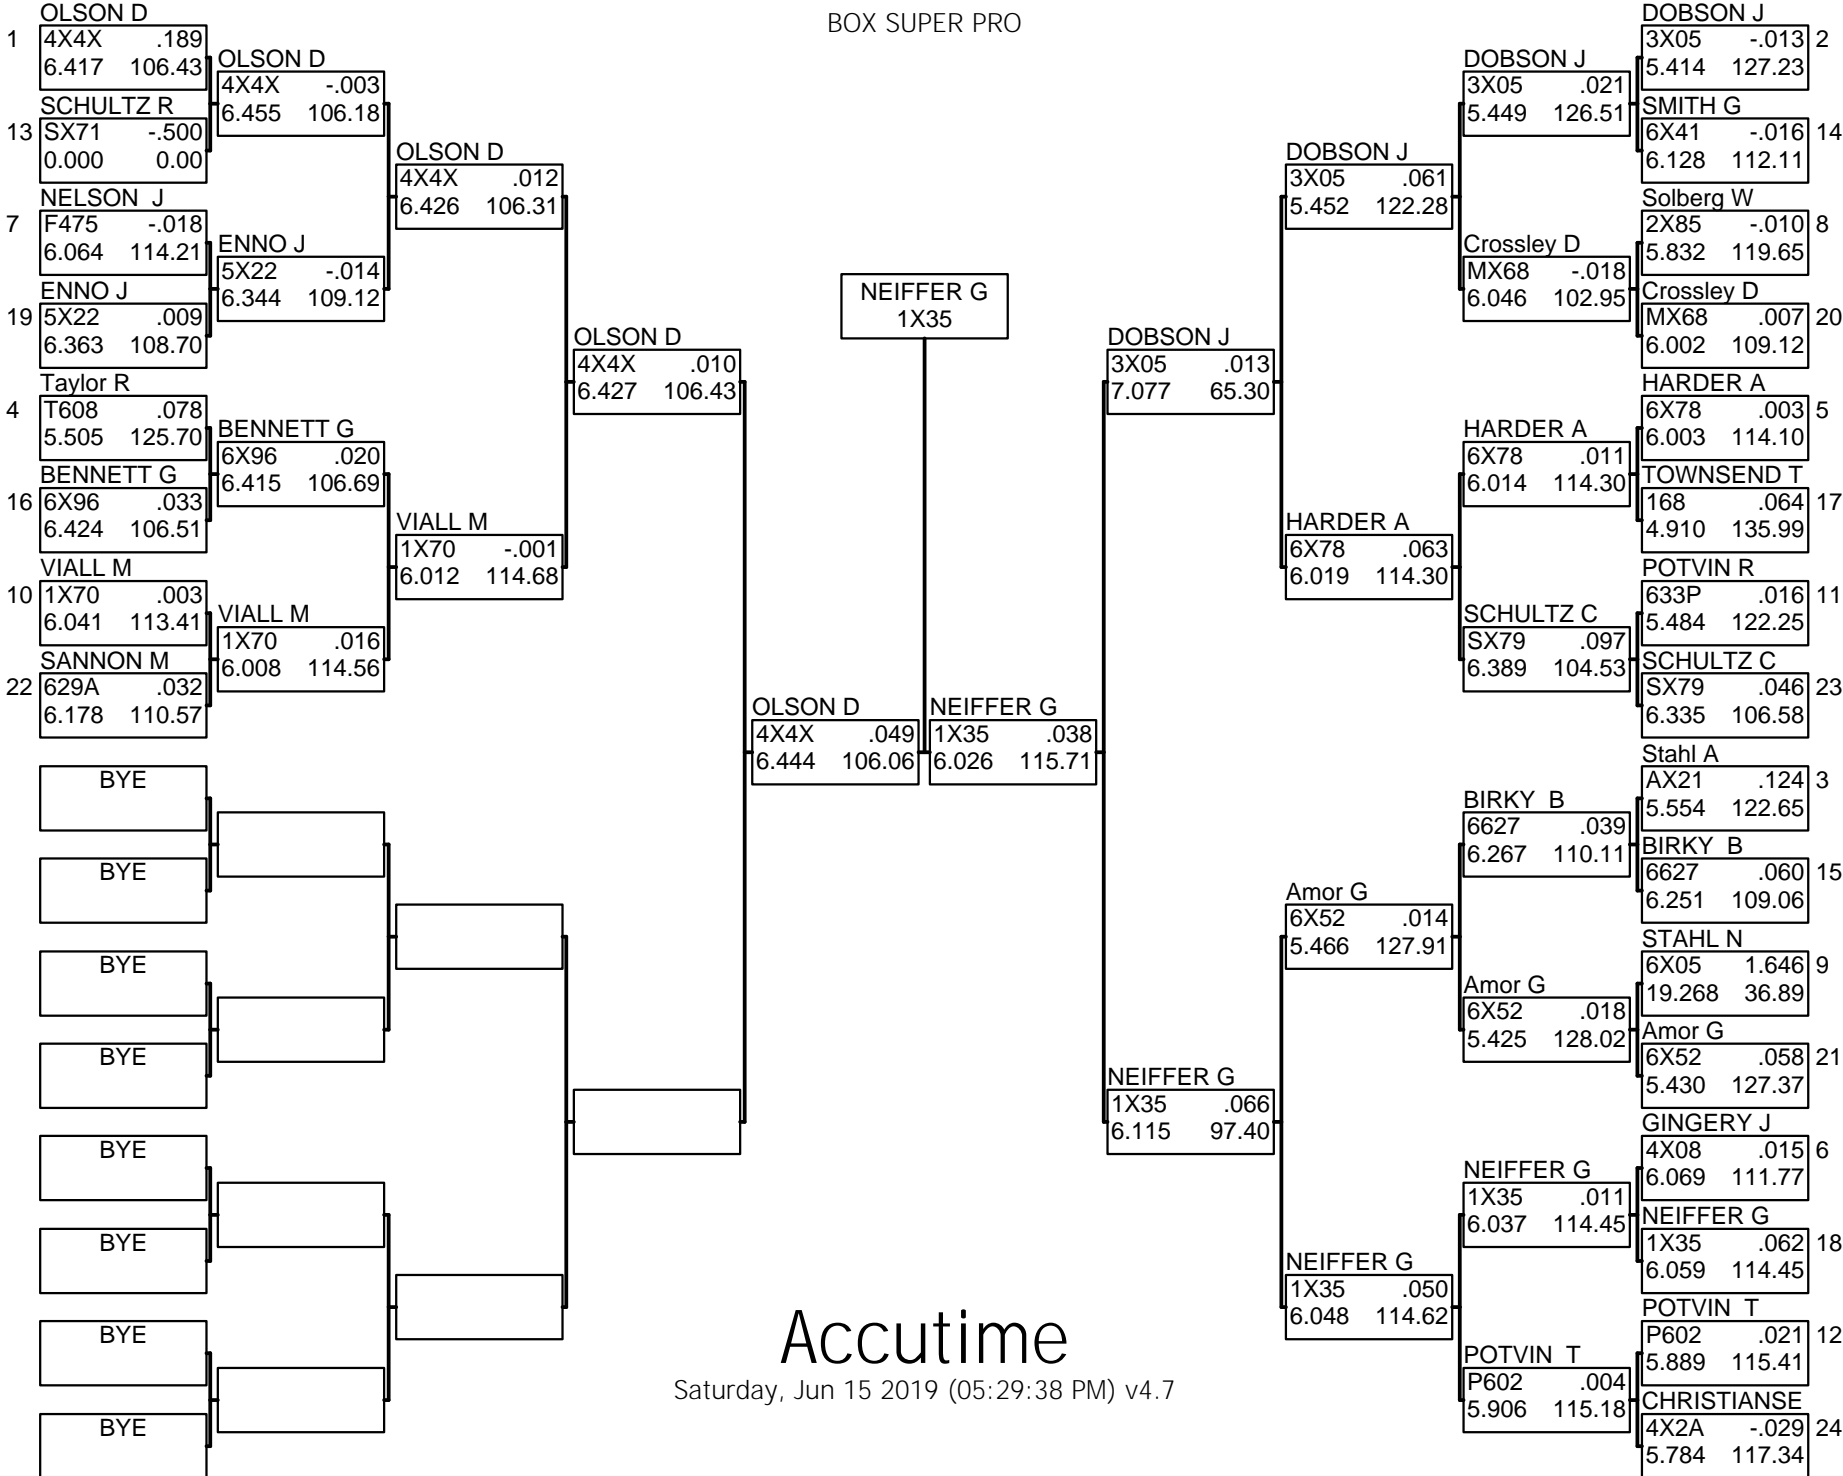 BOX SUPER PRO
OLSON D
1 4X4X .189
6.417 106.43
SCHULTZ R
13 SX71 -.500
0.000 0.00
NELSON J
7 F475 -.018
6.064 114.21
ENNO J
19 5X22 .009
6.363 108.70
Taylor R
4 T608 .078
5.505 125.70
BENNETT G
16 6X96 .033
6.424 106.51
VIALL M
10 1X70 .003
6.041 113.41
SANNON M
22 629A .032
6.178 110.57
BYE
BYE
BYE
BYE
BYE
BYE
BYE
BYE
OLSON D
4X4X -.003
6.455 106.18
ENNO J
5X22 -.014
6.344 109.12
BENNETT G
6X96 .020
6.415 106.69
VIALL M
1X70 .016
6.008 114.56
OLSON D
4X4X .012
6.426 106.31
VIALL M
1X70 -.001
6.012 114.68
OLSON D
4X4X .010
6.427 106.43
OLSON D
4X4X .049
6.444 106.06
NEIFFER G
1X35
NEIFFER G
1X35 .038
6.026 115.71
DOBSON J
3X05 .013
7.077 65.30
NEIFFER G
1X35 .066
6.115 97.40
DOBSON J
3X05 .061
5.452 122.28
HARDER A
6X78 .063
6.019 114.30
Amor G
6X52 .014
5.466 127.91
NEIFFER G
1X35 .050
6.048 114.62
DOBSON J
3X05 .021
5.449 126.51
Crossley D
MX68 -.018
6.046 102.95
HARDER A
6X78 .011
6.014 114.30
SCHULTZ C
SX79 .097
6.389 104.53
BIRKY B
6627 .039
6.267 110.11
Amor G
6X52 .018
5.425 128.02
NEIFFER G
1X35 .011
6.037 114.45
POTVIN T
P602 .004
5.906 115.18
DOBSON J
3X05 -.013 2
5.414 127.23
SMITH G
6X41 -.016 14
6.128 112.11
Solberg W
2X85 -.010 8
5.832 119.65
Crossley D
MX68 .007 20
6.002 109.12
HARDER A
6X78 .003 5
6.003 114.10
TOWNSEND T
168 .064 17
4.910 135.99
POTVIN R
633P .016 11
5.484 122.25
SCHULTZ C
SX79 .046 23
6.335 106.58
Stahl A
AX21 .124 3
5.554 122.65
BIRKY B
6627 .060 15
6.251 109.06
STAHL N
6X05 1.646 9
19.268 36.89
Amor G
6X52 .058 21
5.430 127.37
GINGERY J
4X08 .015 6
6.069 111.77
NEIFFER G
1X35 .062 18
6.059 114.45
POTVIN T
P602 .021 12
5.889 115.41
CHRISTIANSE
4X2A -.029 24
5.784 117.34
Accutime
Saturday, Jun 15 2019 (05:29:38 PM) v4.7